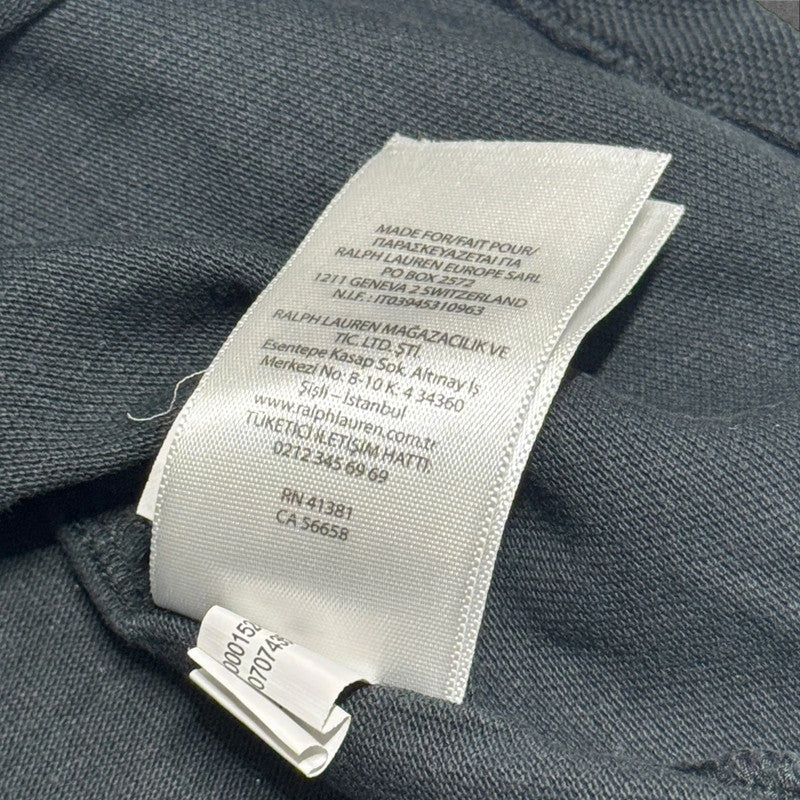 MADE FOR/FAIT POUR/
ΠΑΡΑΣΚΕΥΑΖΕΤΑΙ ΓΙΑ
RALPH LAUREN EUROPE SARL
PO BOX 2572
1211 GENEVA 2 SWITZERLAND
N.I.F. : IT03945310963
RALPH LAUREN MAĞAZACILIK VE
TİC. LTD. ŞTİ.
Esentepe Kasap Sok. Altınay İş
Merkezi No: 8-10 K: 4 34360
Şişli – İstanbul
www.ralphlauren.com.tr
TÜKETİCİ İLETİŞİM HATTI
0212 345 69 69
RN 41381
CA 56658